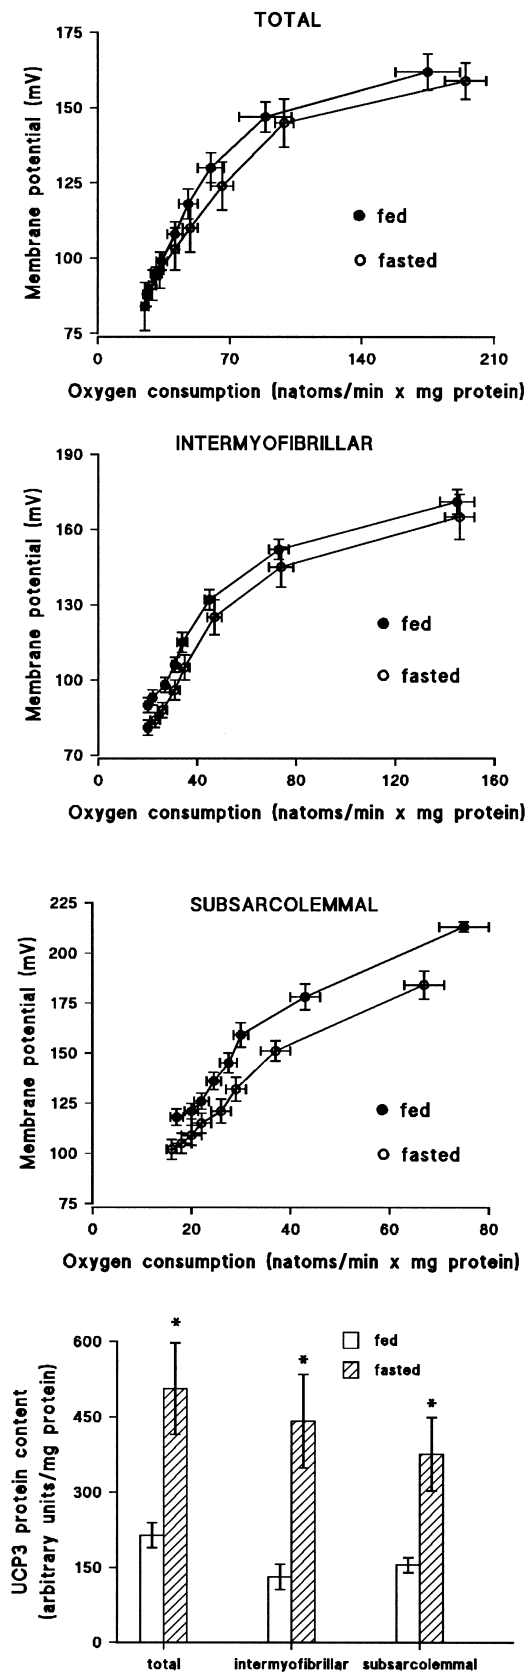 TOTAL
175
150
125
100
75
Membrane potential (mV)
fed
fasted
0 70 140 210
Oxygen consumption (natoms/min x mg protein)
INTERMYOFIBRILLAR
190
160
130
100
70
Membrane potential (mV)
fed
fasted
0 40 80 120 160
Oxygen consumption (natoms/min x mg protein)
SUBSARCOLEMMAL
225
200
175
150
125
100
75
Membrane potential (mV)
fed
fasted
0 20 40 60 80
Oxygen consumption (natoms/min x mg protein)
600
450
300
150
0
UCP3 protein content
(arbitrary units/mg protein)
fed
fasted
* * *
total intermyofibrillar subsarcolemmal